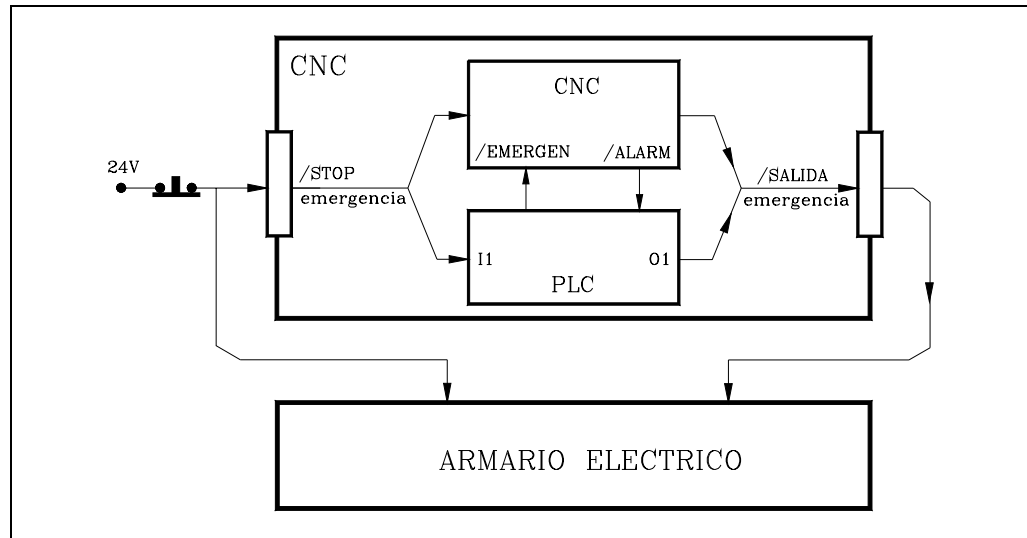 CNC
CNC
/EMERGEN
/ALARM
24V
/STOP
emergencia
/SALIDA
emergencia
I1
O1
PLC
ARMARIO ELECTRICO